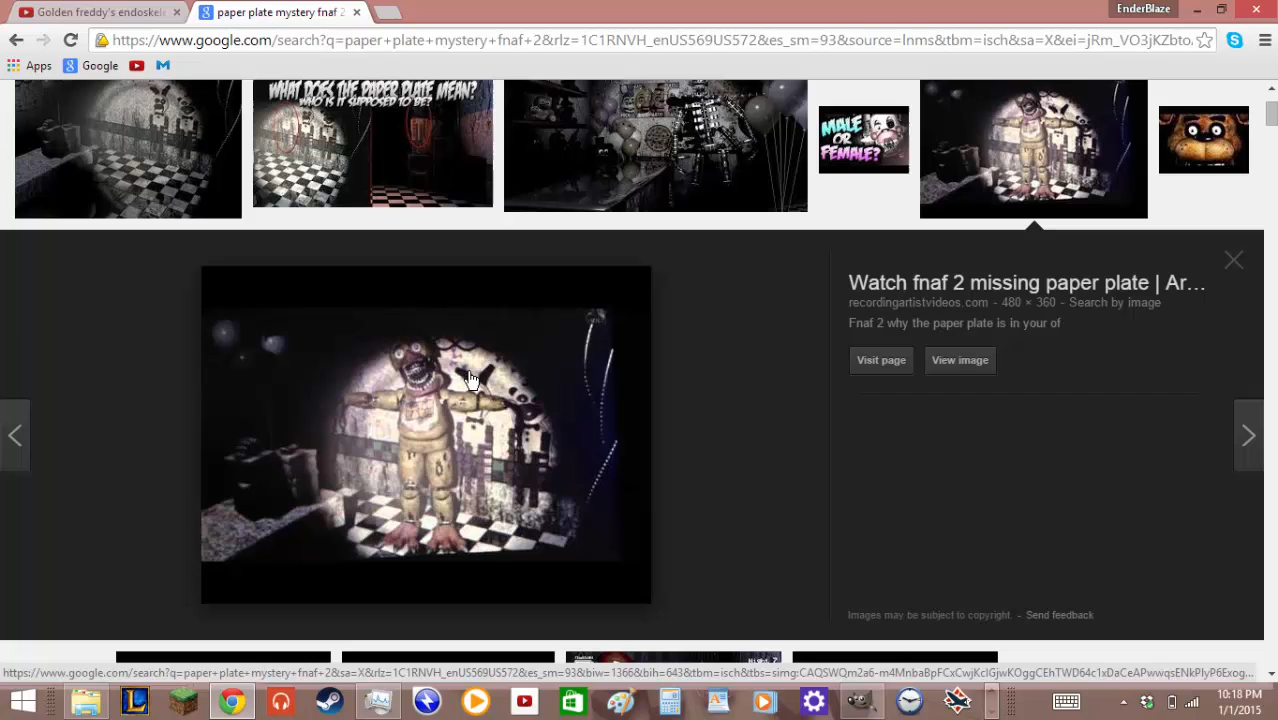 Golden freddy's endoskele
paper plate mystery fnaf 2
EnderBlaze
https://www.google.com/search?q=paper+plate+mystery+fnaf+2&rlz=1C1RNVH_enUS569US572&es_sm=93&source=lnms&tbm=isch&sa=X&ei=jRm_VO3jKZbto.
Apps Google
WHAT DOES THE PAPER PLATE MEAN?
WHO IS IT SUPPOSED TO BE?
MALE
OR
FEMALE?
Watch fnaf 2 missing paper plate | Ar...
recordingartistvideos.com - 480 × 360 - Search by image
Fnaf 2 why the paper plate is in your of
Visit page View image
Images may be subject to copyright. - Send feedback
10:18 PM
1/1/2015